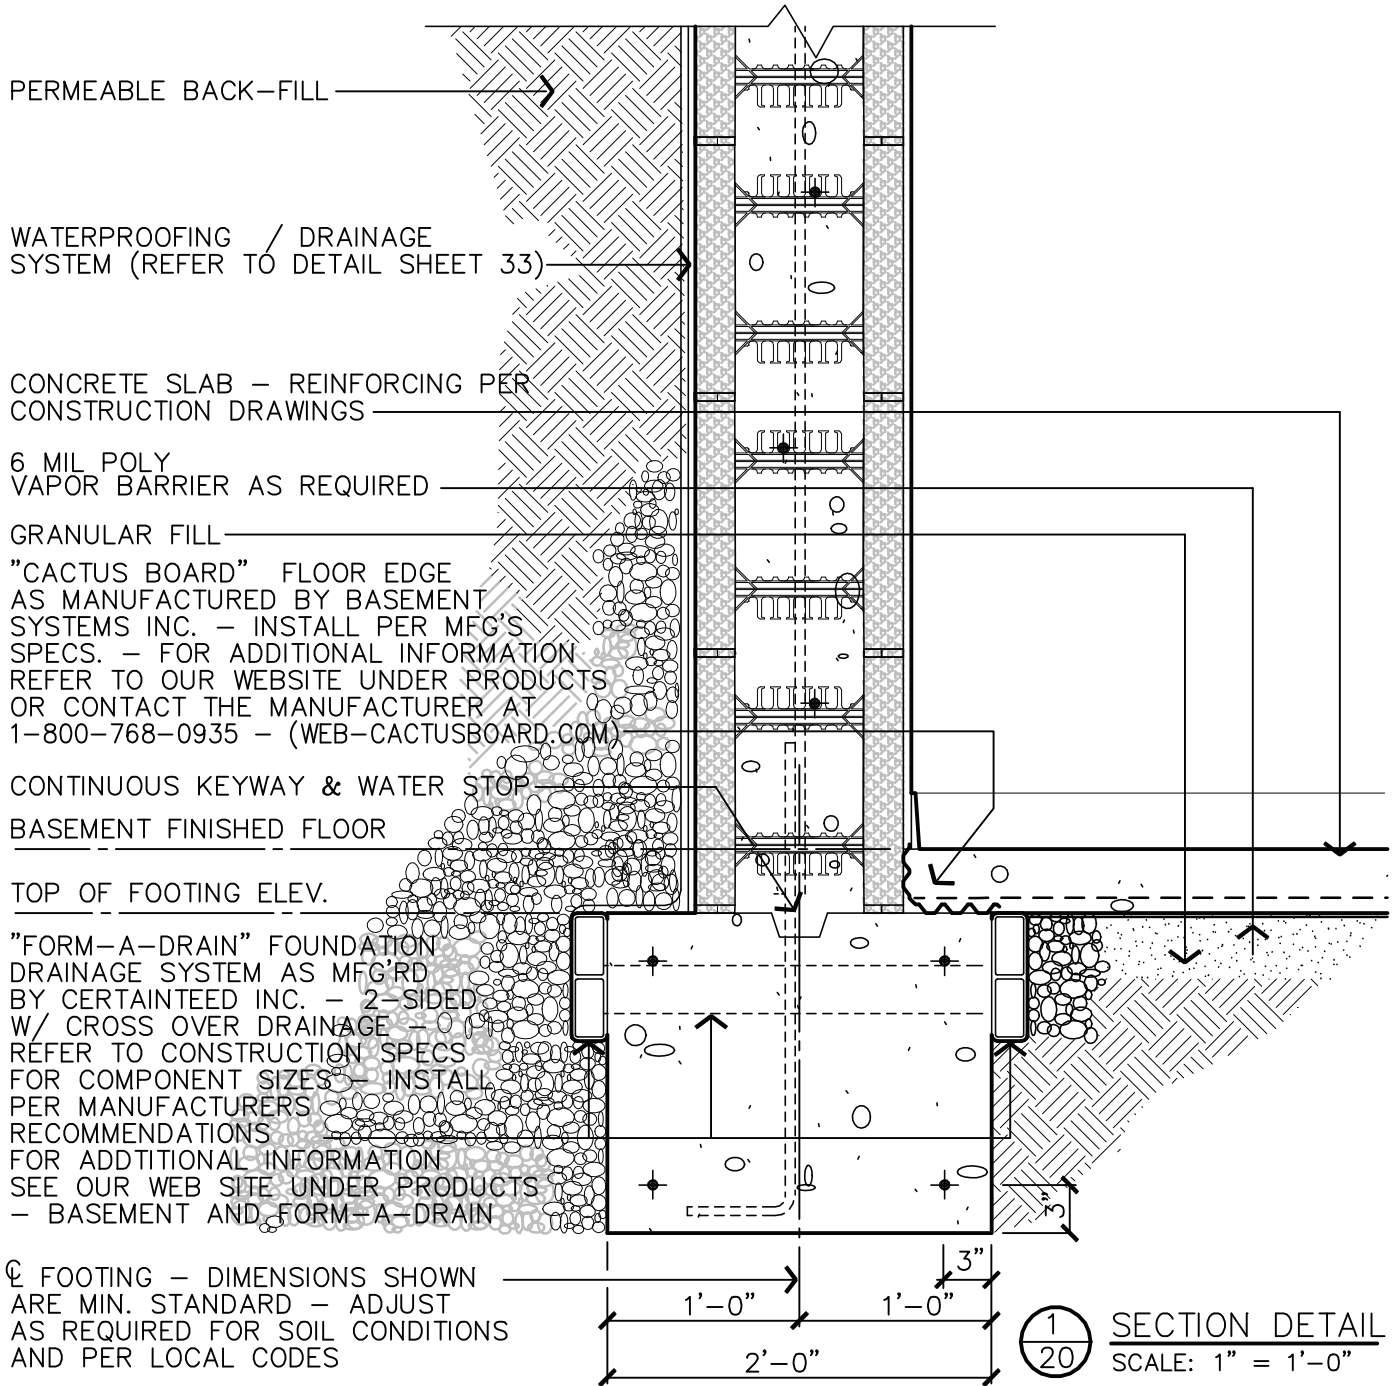 PERMEABLE BACK-FILL
WATERPROOFING / DRAINAGE
SYSTEM (REFER TO DETAIL SHEET 33)
CONCRETE SLAB - REINFORCING PER
CONSTRUCTION DRAWINGS
6 MIL POLY
VAPOR BARRIER AS REQUIRED
GRANULAR FILL
"CACTUS BOARD" FLOOR EDGE
AS MANUFACTURED BY BASEMENT
SYSTEMS INC. - INSTALL PER MFG'S
SPECS. - FOR ADDITIONAL INFORMATION
REFER TO OUR WEBSITE UNDER PRODUCTS
OR CONTACT THE MANUFACTURER AT
1-800-768-0935 - (WEB-CACTUSBOARD.COM)
CONTINUOUS KEYWAY & WATER STOP
BASEMENT FINISHED FLOOR
TOP OF FOOTING ELEV.
"FORM-A-DRAIN" FOUNDATION
DRAINAGE SYSTEM AS MFG'RD
BY CERTAINTEED INC. - 2-SIDED
W/ CROSS OVER DRAINAGE -
REFER TO CONSTRUCTION SPECS
FOR COMPONENT SIZES - INSTALL
PER MANUFACTURERS
RECOMMENDATIONS
FOR ADDTITIONAL INFORMATION
SEE OUR WEB SITE UNDER PRODUCTS
- BASEMENT AND FORM-A-DRAIN
3"
℄ FOOTING - DIMENSIONS SHOWN
ARE MIN. STANDARD - ADJUST
AS REQUIRED FOR SOIL CONDITIONS
AND PER LOCAL CODES
3"
1'-0" 1'-0"
2'-0"
1
20
SECTION DETAIL
SCALE: 1" = 1'-0"